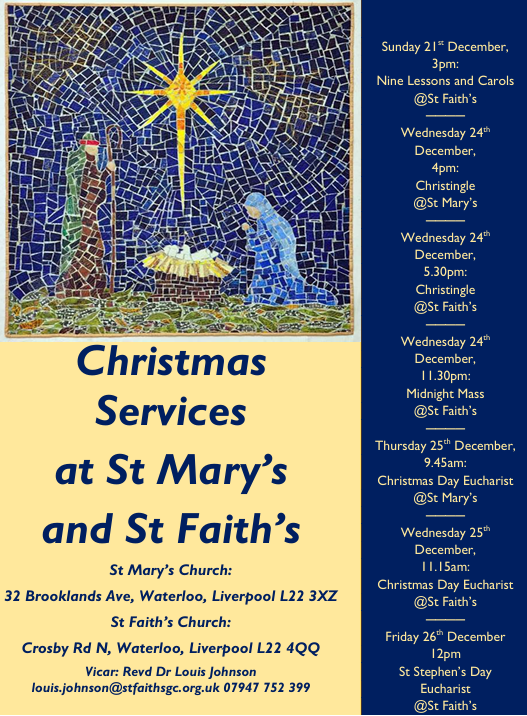 Christmas
Services
at St Mary’s
and St Faith’s
St Mary’s Church:
32 Brooklands Ave, Waterloo, Liverpool L22 3XZ
St Faith’s Church:
Crosby Rd N, Waterloo, Liverpool L22 4QQ
Vicar: Revd Dr Louis Johnson
louis.johnson@stfaithsgc.org.uk 07947 752 399
Sunday 21st December,
3pm:
Nine Lessons and Carols
@St Faith’s
Wednesday 24th
December,
4pm:
Christingle
@St Mary’s
Wednesday 24th
December,
5.30pm:
Christingle
@St Faith’s
Wednesday 24th
December,
11.30pm:
Midnight Mass
@St Faith’s
Thursday 25th December,
9.45am:
Christmas Day Eucharist
@St Mary’s
Wednesday 25th
December,
11.15am:
Christmas Day Eucharist
@St Faith’s
Friday 26th December
12pm
St Stephen’s Day
Eucharist
@St Faith’s